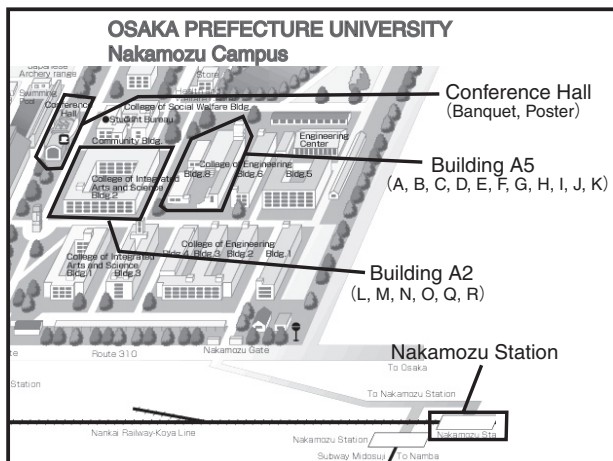 OSAKA PREFECTURE UNIVERSITY
Nakamozu Campus
Japanese
Archery range
Swimming
Pool
Conference
Hall
Store
College of Social Welfare Bldg.
Student Bureau
Community Bldg.
College of Integrated
Arts and Science
Bldg.2
College of Engineering
Bldg.8
Bldg.6
Bldg.5
Engineering
Center
Conference Hall
(Banquet, Poster)
Building A5
(A, B, C, D, E, F, G, H, I, J, K)
College of Integrated
Arts and Science
Bldg.1
Bldg.3
College of Engineering
Bldg.4
Bldg.3
Bldg.2
Bldg.1
Building A2
(L, M, N, O, Q, R)
Route 310
Nakamozu Gate
Nakamozu Station
To Osaka
Station
To Nakamozu Station
Nankai Railway-Koya Line
Nakamozu Station
Nakamozu Sta
Subway Midosuji
To Namba